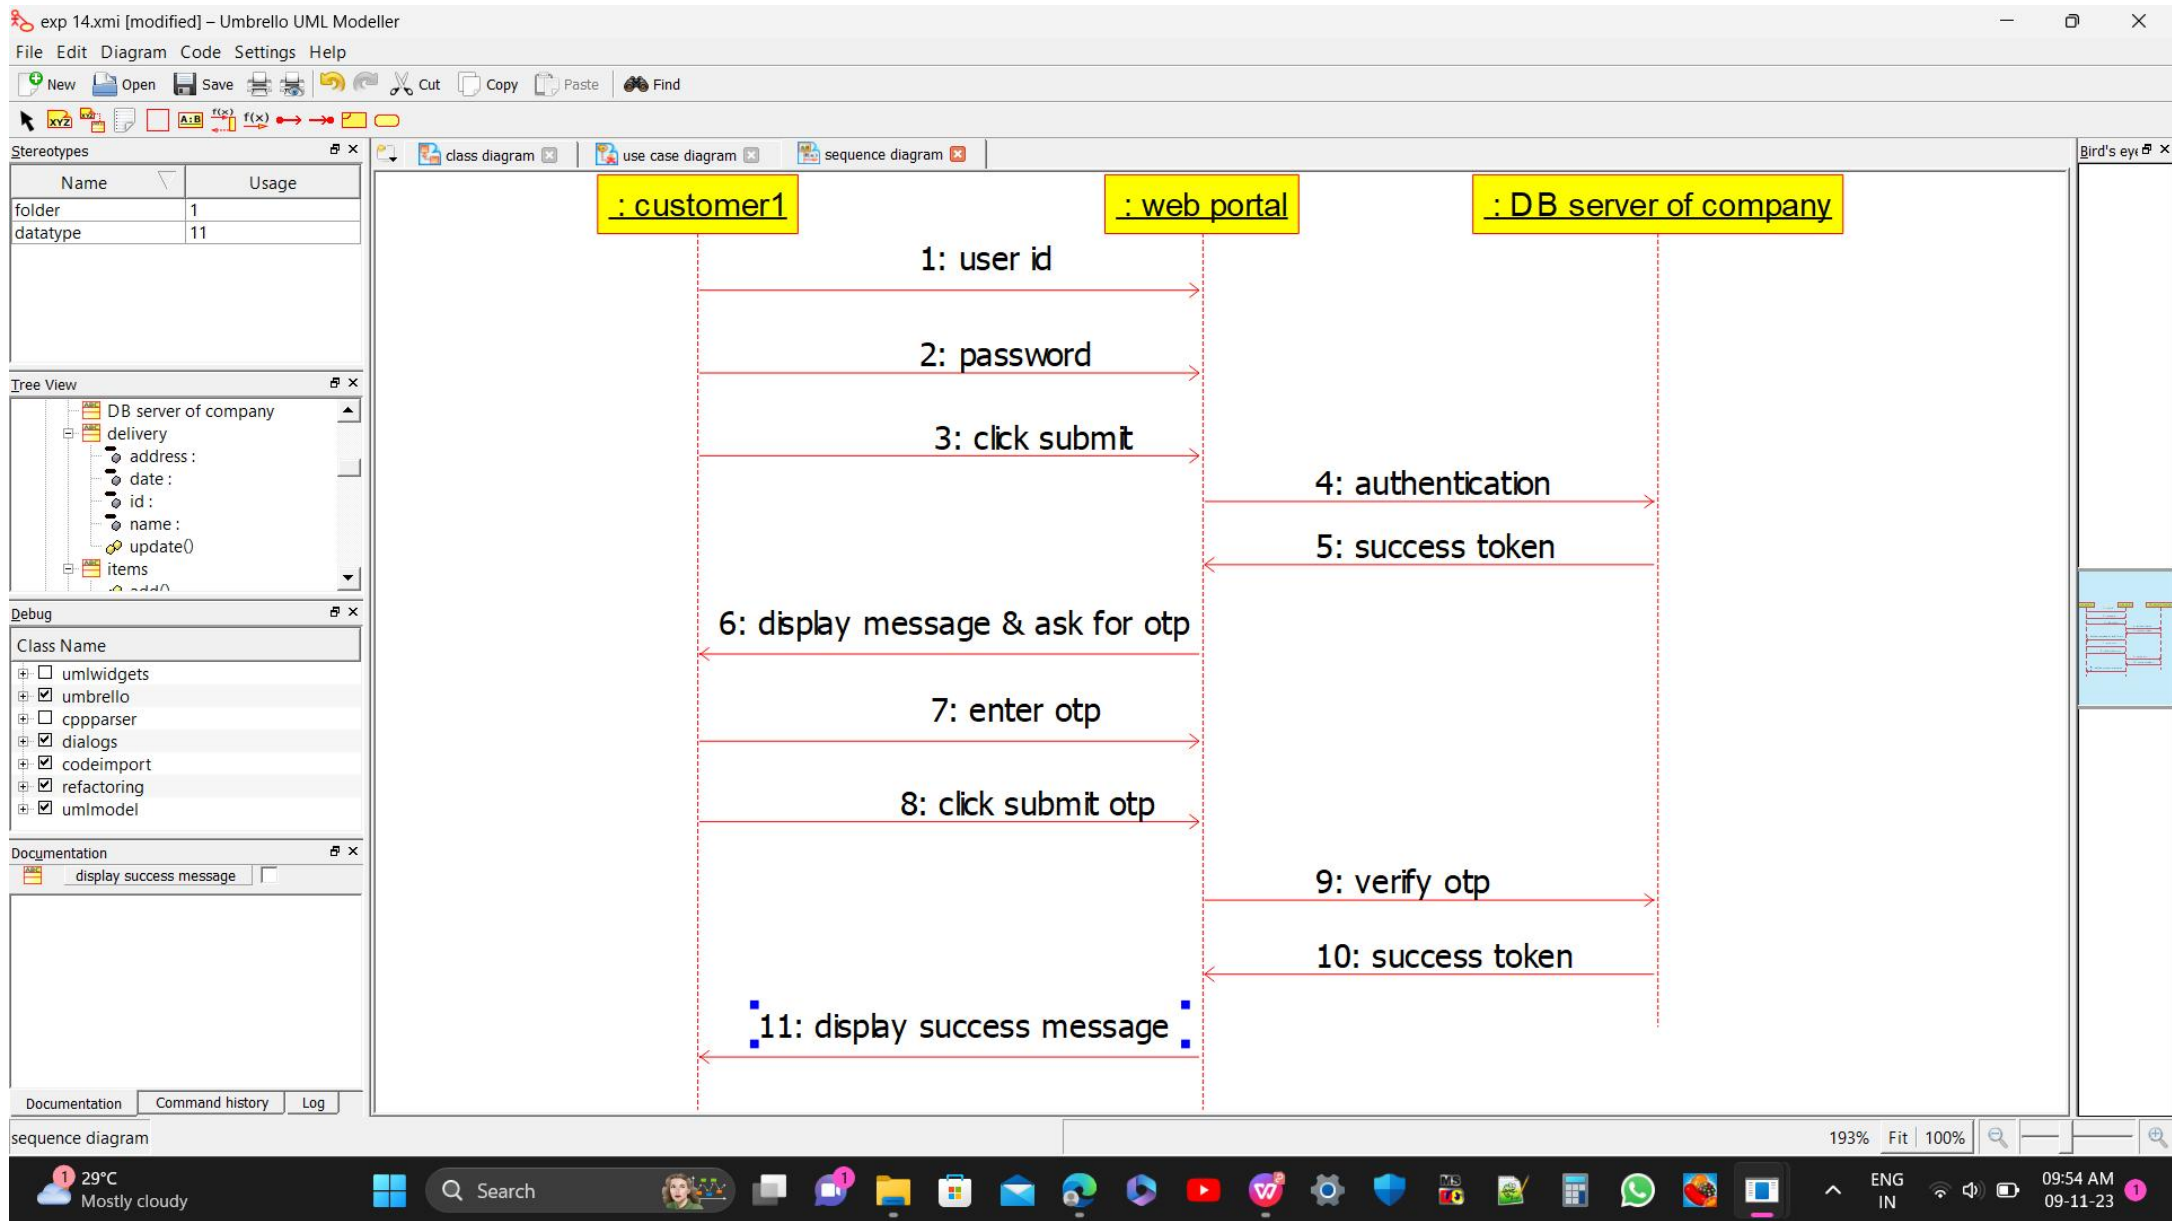 exp 14.xmi [modified] – Umbrello UML Modeller
File Edit Diagram Code Settings Help
New Open Save Cut Copy Paste Find
XYZ A:B f(x) f(x)
Stereotypes
Name Usage
folder 1
datatype 11
Tree View
DB server of company
delivery
address :
date :
id :
name :
update()
items
add()
Debug
Class Name
umlwidgets
umbrello
cppparser
dialogs
codeimport
refactoring
umlmodel
Documentation
display success message
Documentation Command history Log
class diagram use case diagram sequence diagram
: customer1 : web portal : DB server of company
1: user id
2: password
3: click submit
4: authentication
5: success token
6: display message & ask for otp
7: enter otp
8: click submit otp
9: verify otp
10: success token
11: display success message
Bird's eye
sequence diagram
193% Fit 100%
1 29°C
Mostly cloudy
Search
1
ENG
IN
09:54 AM
09-11-23
1